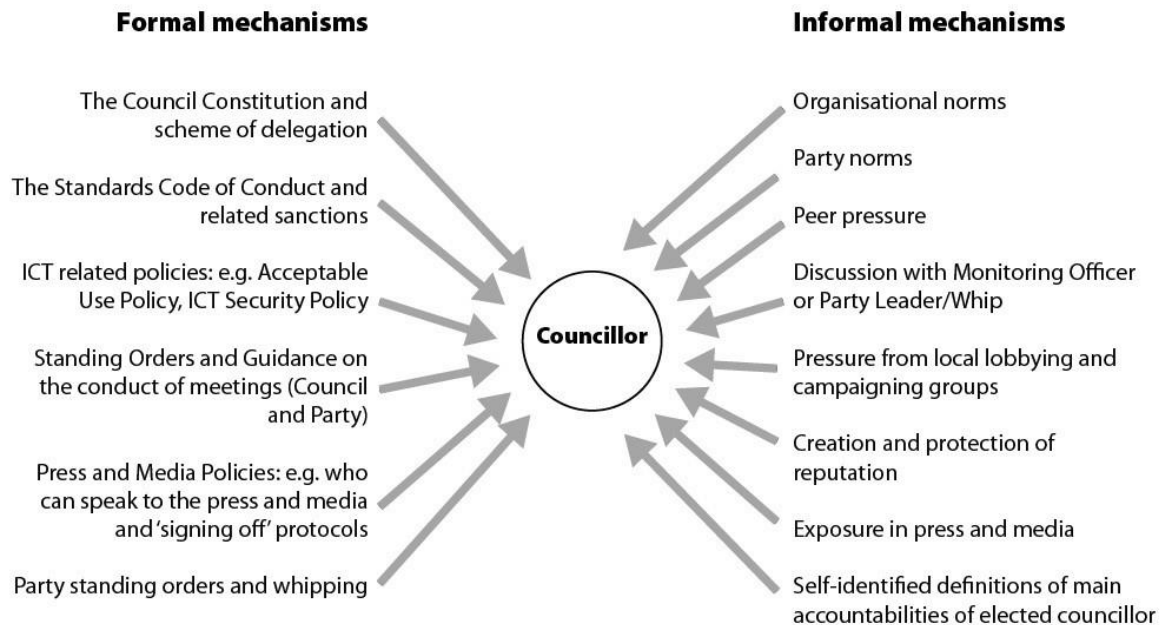 Formal mechanisms
The Council Constitution and
scheme of delegation
The Standards Code of Conduct and
related sanctions
ICT related policies: e.g. Acceptable
Use Policy, ICT Security Policy
Standing Orders and Guidance on
the conduct of meetings (Council
and Party)
Press and Media Policies: e.g. who
can speak to the press and media
and ‘signing off’ protocols
Party standing orders and whipping
Councillor
Informal mechanisms
Organisational norms
Party norms
Peer pressure
Discussion with Monitoring Officer
or Party Leader/Whip
Pressure from local lobbying and
campaigning groups
Creation and protection of
reputation
Exposure in press and media
Self-identified definitions of main
accountabilities of elected councillor